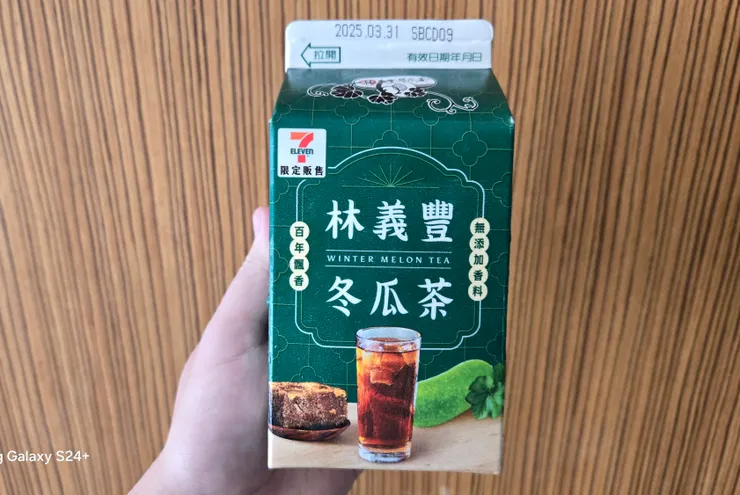 2025.03.31 SBCD09
拉開
有效日期年月日
7
ELEVEN
限定販售
林義豐
WINTER MELON TEA
冬瓜茶
百年飄香
無添加香料
g Galaxy S24+